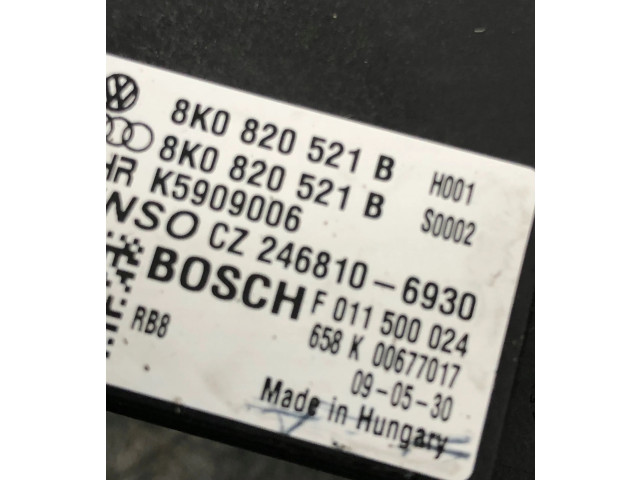 8K0 820 521 B H001
8K0 820 521 B S0002
HR K5909006
NSO CZ 246810-6930
BOSCH F 011 500 024
RB8 658 K 00677017
09-05-30
Made in Hungary